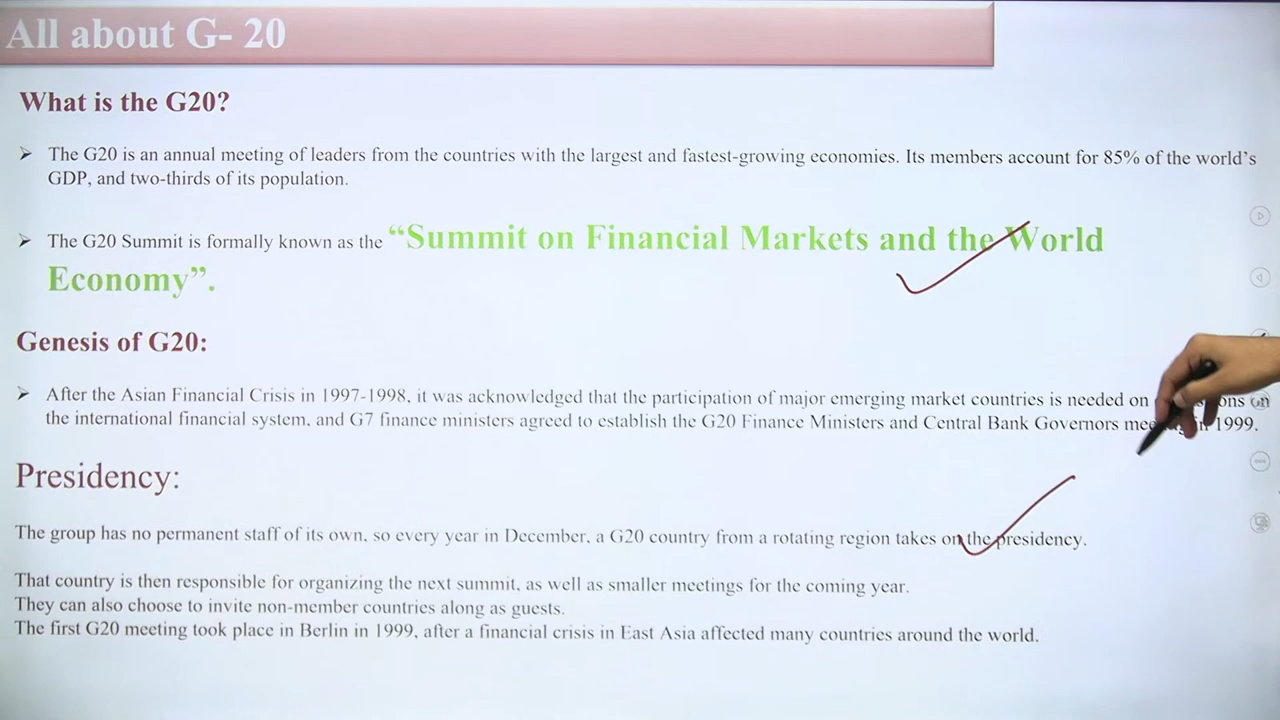 All about G- 20
What is the G20?
➢ The G20 is an annual meeting of leaders from the countries with the largest and fastest-growing economies. Its members account for 85% of the world's
GDP, and two-thirds of its population.
➢ The G20 Summit is formally known as the “Summit on Financial Markets and the World
Economy”.
Genesis of G20:
➢ After the Asian Financial Crisis in 1997-1998, it was acknowledged that the participation of major emerging market countries is needed on on
the international financial system, and G7 finance ministers agreed to establish the G20 Finance Ministers and Central Bank Governors in 1999.
Presidency:
The group has no permanent staff of its own, so every year in December, a G20 country from a rotating region takes on the presidency.
That country is then responsible for organizing the next summit, as well as smaller meetings for the coming year.
They can also choose to invite non-member countries along as guests.
The first G20 meeting took place in Berlin in 1999, after a financial crisis in East Asia affected many countries around the world.